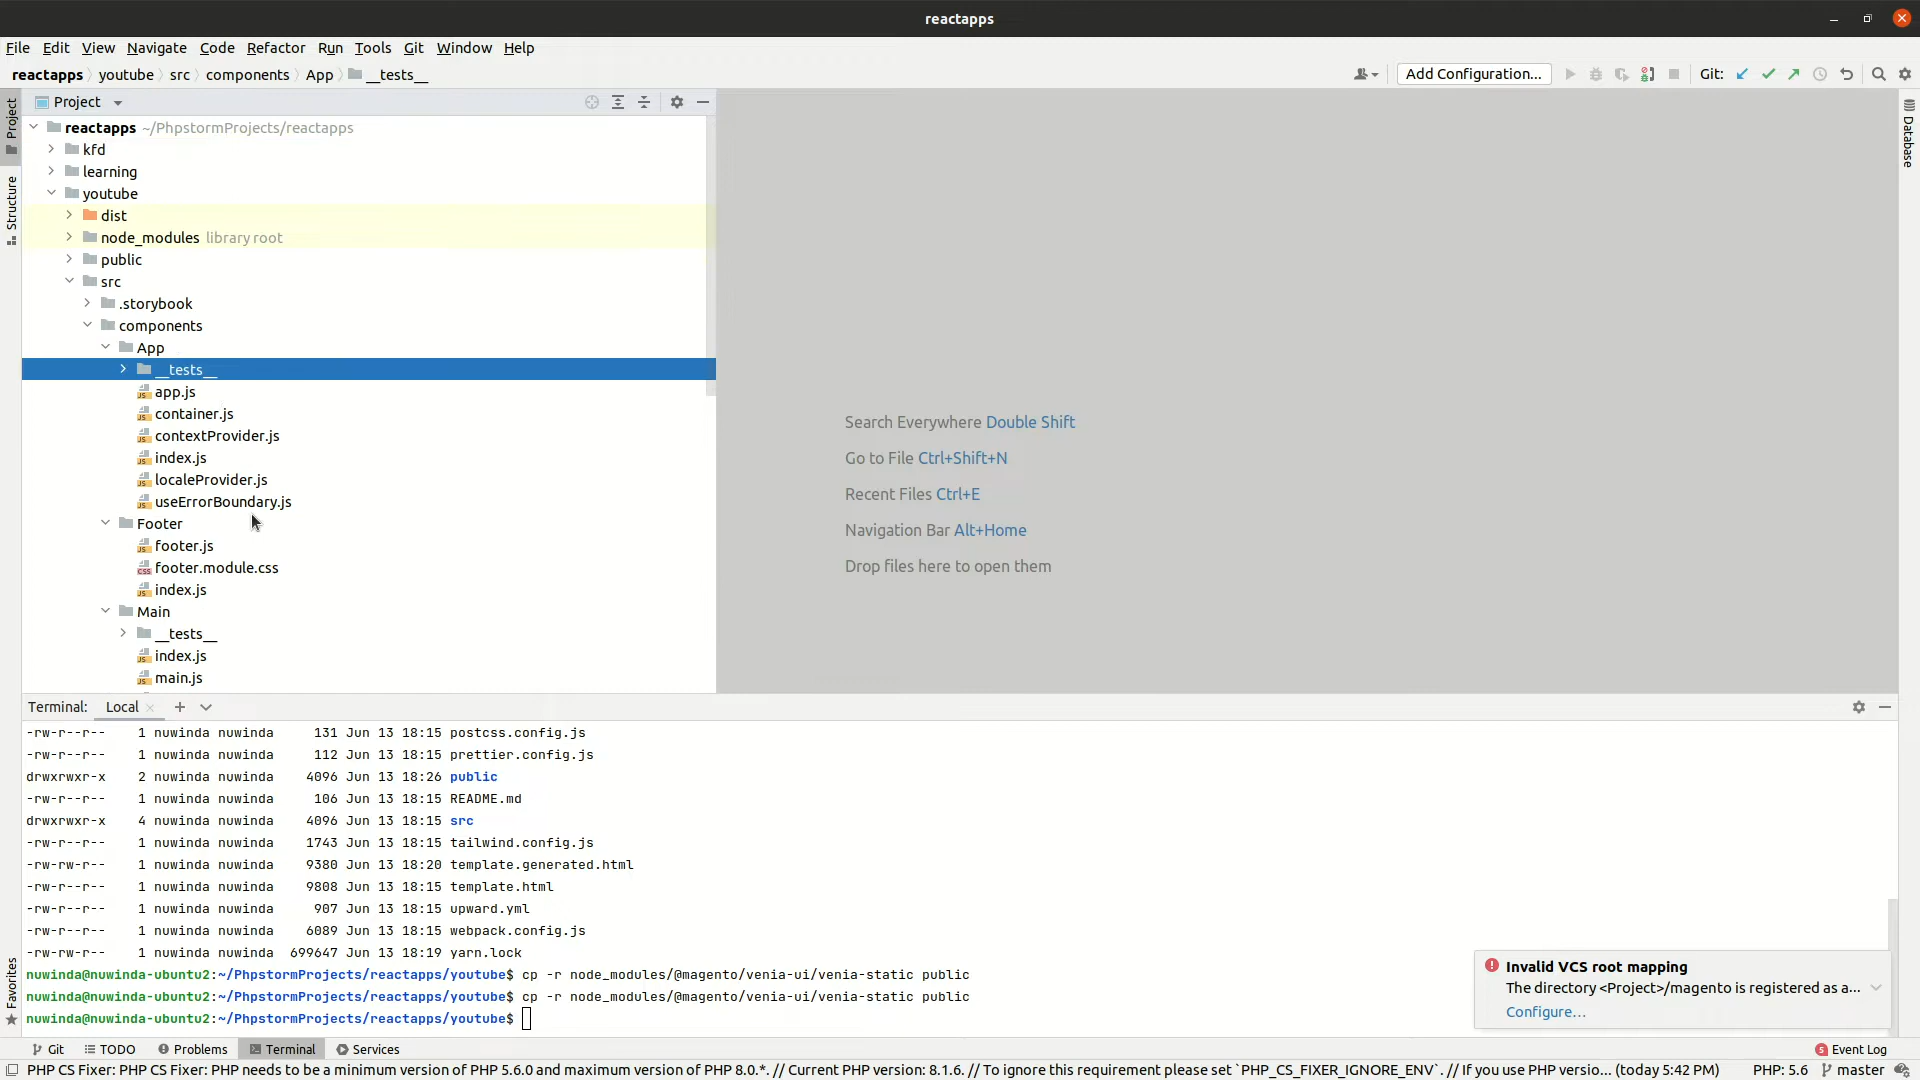 reactapps
File Edit View Navigate Code Refactor Run Tools Git Window Help
reactapps youtube src components App __tests__
Add Configuration...
Git:
Project
Structure
Favorites
Database
Project
reactapps ~/PhpstormProjects/reactapps
kfd
learning
youtube
dist
node_modules library root
public
src
.storybook
components
App
__tests__
app.js
container.js
contextProvider.js
index.js
localeProvider.js
useErrorBoundary.js
Footer
footer.js
footer.module.css
index.js
Main
__tests__
index.js
main.js
Search Everywhere Double Shift
Go to File Ctrl+Shift+N
Recent Files Ctrl+E
Navigation Bar Alt+Home
Drop files here to open them
Terminal: Local
-rw-r--r-- 1 nuwinda nuwinda 131 Jun 13 18:15 postcss.config.js
-rw-r--r-- 1 nuwinda nuwinda 112 Jun 13 18:15 prettier.config.js
drwxrwxr-x 2 nuwinda nuwinda 4096 Jun 13 18:26 public
-rw-r--r-- 1 nuwinda nuwinda 106 Jun 13 18:15 README.md
drwxrwxr-x 4 nuwinda nuwinda 4096 Jun 13 18:15 src
-rw-r--r-- 1 nuwinda nuwinda 1743 Jun 13 18:15 tailwind.config.js
-rw-rw-r-- 1 nuwinda nuwinda 9380 Jun 13 18:20 template.generated.html
-rw-r--r-- 1 nuwinda nuwinda 9808 Jun 13 18:15 template.html
-rw-r--r-- 1 nuwinda nuwinda 907 Jun 13 18:15 upward.yml
-rw-r--r-- 1 nuwinda nuwinda 6089 Jun 13 18:15 webpack.config.js
-rw-rw-r-- 1 nuwinda nuwinda 699647 Jun 13 18:19 yarn.lock
nuwinda@nuwinda-ubuntu2:~/PhpstormProjects/reactapps/youtube$ cp -r node_modules/@magento/venia-ui/venia-static public
nuwinda@nuwinda-ubuntu2:~/PhpstormProjects/reactapps/youtube$ cp -r node_modules/@magento/venia-ui/venia-static public
nuwinda@nuwinda-ubuntu2:~/PhpstormProjects/reactapps/youtube$
Invalid VCS root mapping
The directory <Project>/magento is registered as a...
Configure...
Git TODO Problems Terminal Services
5 Event Log
PHP CS Fixer: PHP CS Fixer: PHP needs to be a minimum version of PHP 5.6.0 and maximum version of PHP 8.0.*. // Current PHP version: 8.1.6. // To ignore this requirement please set `PHP_CS_FIXER_IGNORE_ENV`. // If you use PHP versio... (today 5:42 PM) PHP: 5.6 master